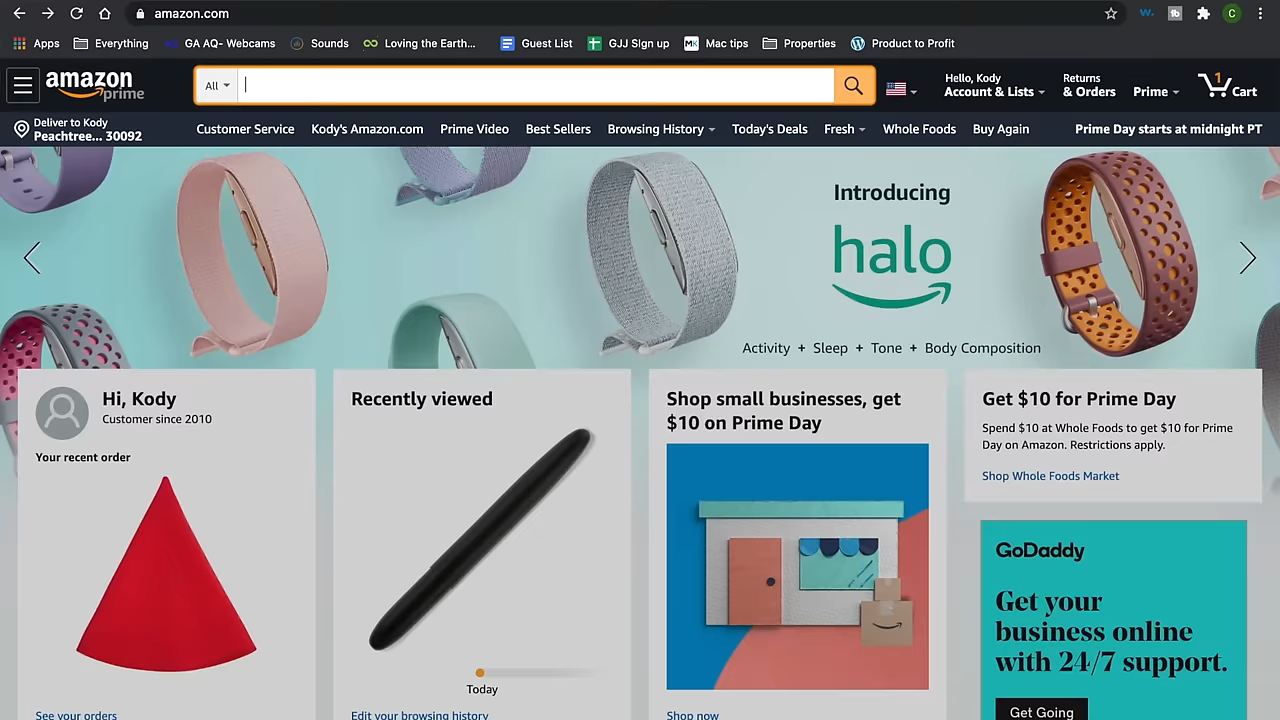 amazon.com
Apps
Everything
GA AQ- Webcams
Sounds
Loving the Earth...
Guest List
GJJ SIgn up
MK
Mac tips
Properties
Product to Profit
C
amazon
prime
All
Hello, Kody
Account & Lists
Returns
& Orders
Prime
1
Cart
Deliver to Kody
Peachtree... 30092
Customer Service
Kody's Amazon.com
Prime Video
Best Sellers
Browsing History
Today's Deals
Fresh
Whole Foods
Buy Again
Prime Day starts at midnight PT
Introducing
halo
Activity + Sleep + Tone + Body Composition
Hi, Kody
Customer since 2010
Your recent order
See your orders
Recently viewed
Today
Edit your browsing history
Shop small businesses, get
$10 on Prime Day
Shop now
Get $10 for Prime Day
Spend $10 at Whole Foods to get $10 for Prime
Day on Amazon. Restrictions apply.
Shop Whole Foods Market
GoDaddy
Get your
business online
with 24/7 support.
Get Going